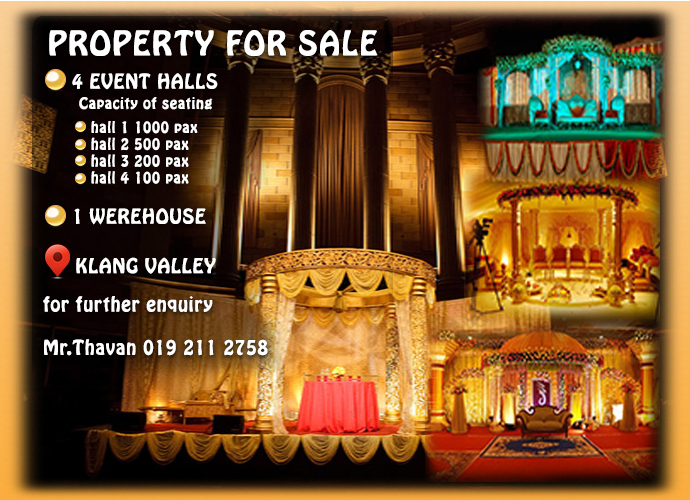 PROPERTY FOR SALE
4 EVENT HALLS
Capacity of seating
hall 1 1000 pax
hall 2 500 pax
hall 3 200 pax
hall 4 100 pax
1 WEREHOUSE
KLANG VALLEY
for further enquiry
Mr.Thavan 019 211 2758